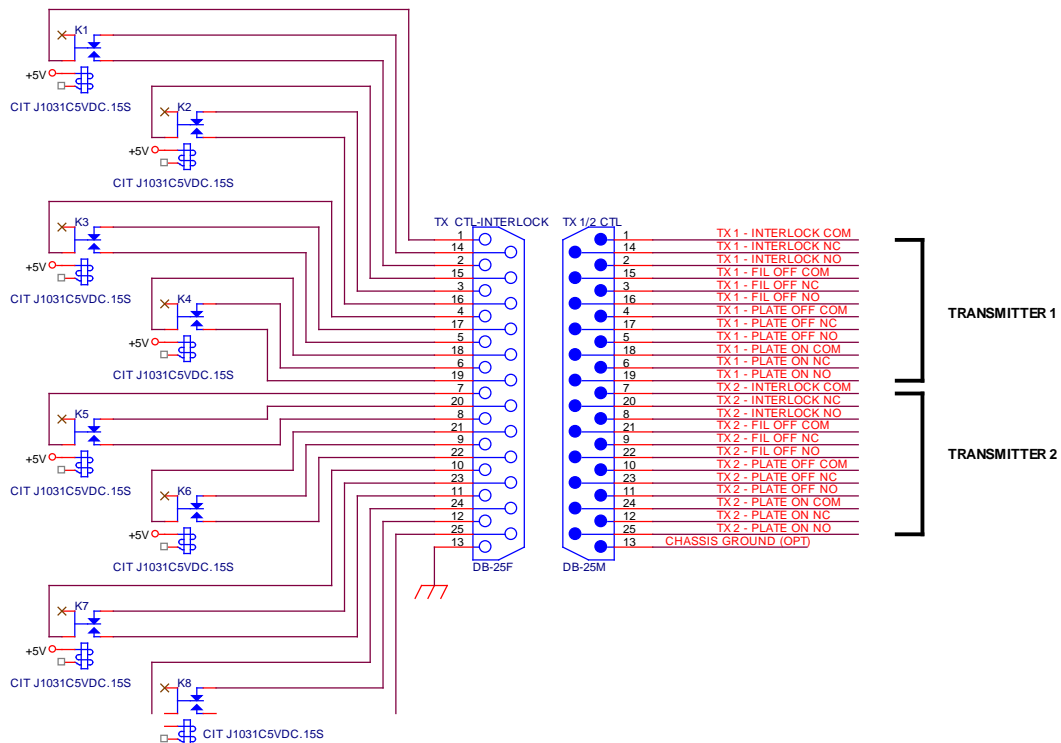 K1
+5V
CIT J1031C5VDC.15S
K2
+5V
CIT J1031C5VDC.15S
K3
+5V
CIT J1031C5VDC.15S
K4
+5V
CIT J1031C5VDC.15S
K5
+5V
CIT J1031C5VDC.15S
K6
+5V
CIT J1031C5VDC.15S
K7
+5V
CIT J1031C5VDC.15S
K8
CIT J1031C5VDC.15S
TX CTL-INTERLOCK
1
14
2
15
3
16
4
17
5
18
6
19
7
20
8
21
9
22
10
23
11
24
12
25
13
DB-25F
TX 1/2 CTL
1 TX 1 - INTERLOCK COM
14 TX 1 - INTERLOCK NC
2 TX 1 - INTERLOCK NO
15 TX 1 - FIL OFF COM
3 TX 1 - FIL OFF NC
16 TX 1 - FIL OFF NO
4 TX 1 - PLATE OFF COM
17 TX 1 - PLATE OFF NC
5 TX 1 - PLATE OFF NO
18 TX 1 - PLATE ON COM
6 TX 1 - PLATE ON NC
19 TX 1 - PLATE ON NO
7 TX 2 - INTERLOCK COM
20 TX 2 - INTERLOCK NC
8 TX 2 - INTERLOCK NO
21 TX 2 - FIL OFF COM
9 TX 2 - FIL OFF NC
22 TX 2 - FIL OFF NO
10 TX 2 - PLATE OFF COM
23 TX 2 - PLATE OFF NC
11 TX 2 - PLATE OFF NO
24 TX 2 - PLATE ON COM
12 TX 2 - PLATE ON NC
25 TX 2 - PLATE ON NO
13 CHASSIS GROUND (OPT)
DB-25M
TRANSMITTER 1
TRANSMITTER 2